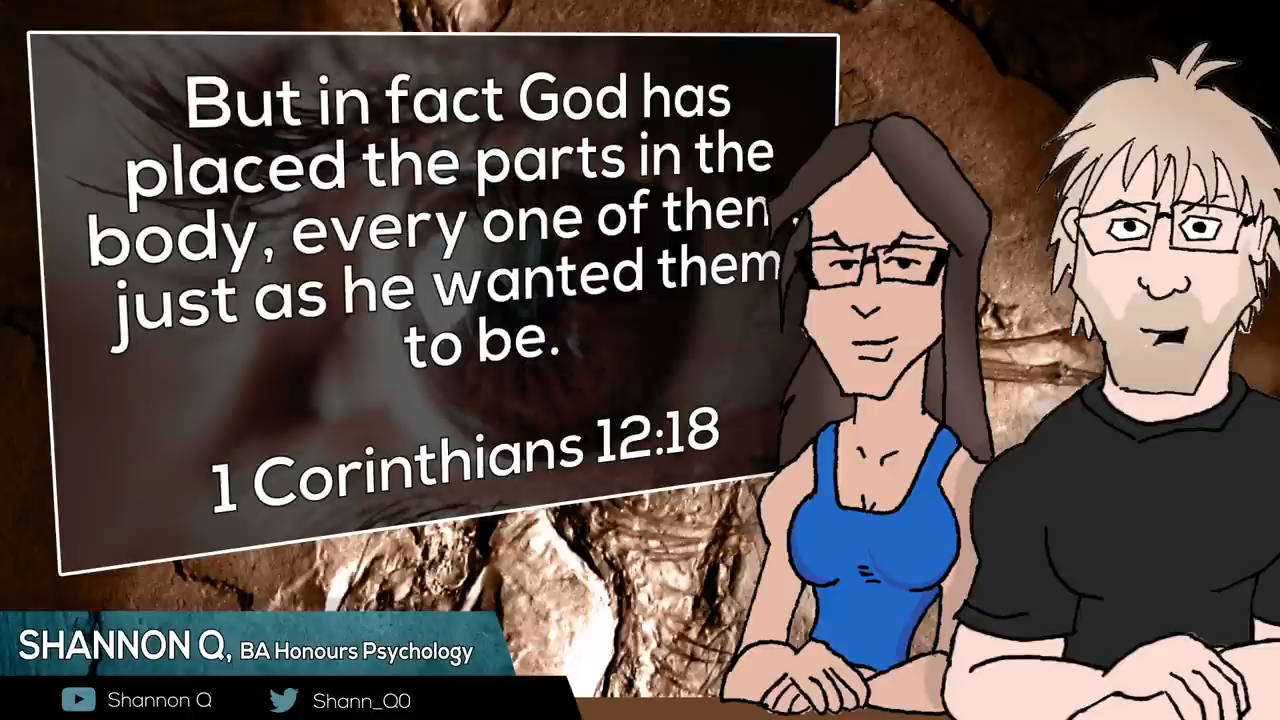 But in fact God has
placed the parts in the
body, every one of them
just as he wanted them
to be.
1 Corinthians 12:18
SHANNON Q, BA Honours Psychology
Shannon Q
Shann_Q0